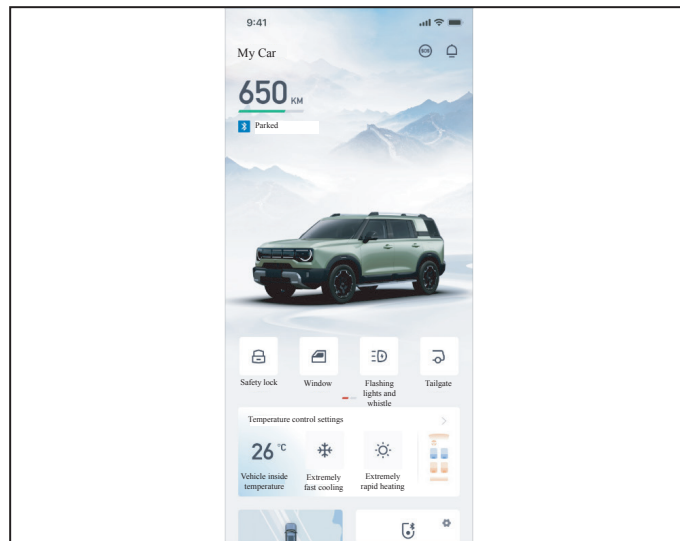 9:41
My Car
SOS
650 KM
Parked
Safety lock
Window
Flashing
lights and
whistle
Tailgate
Temperature control settings
26 °C
Vehicle inside
temperature
Extremely
fast cooling
Extremely
rapid heating